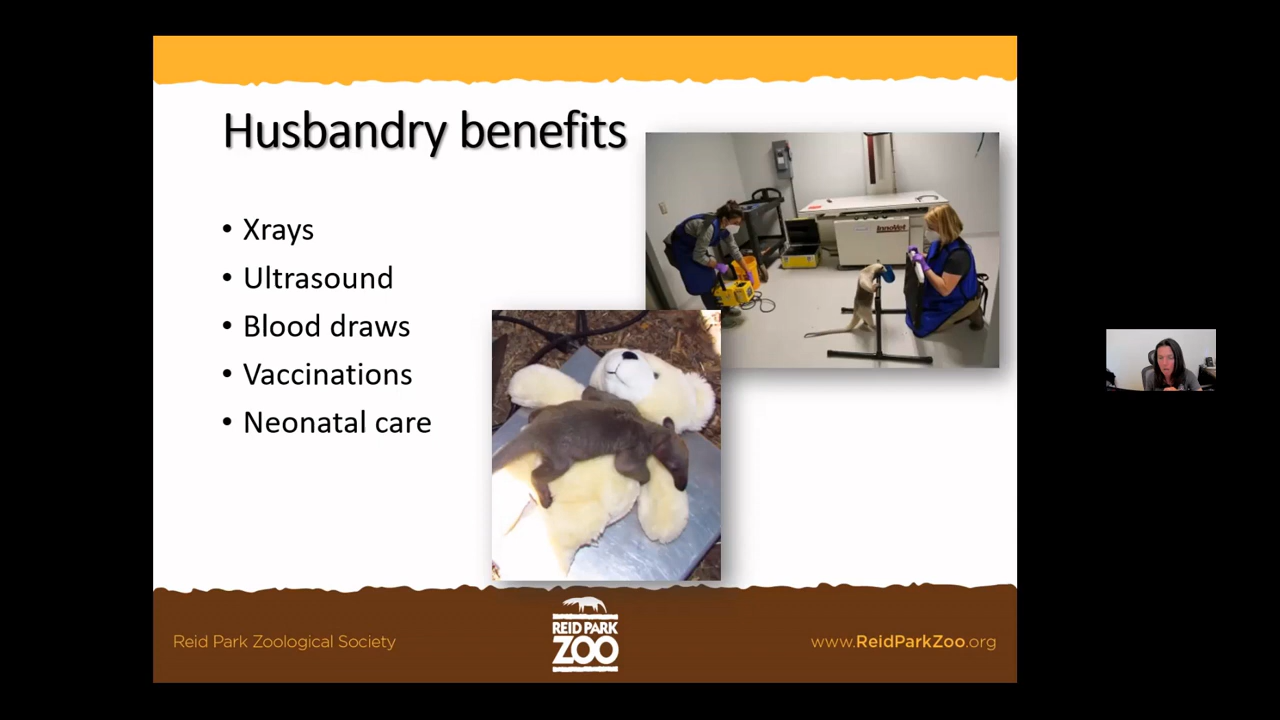 Husbandry benefits
• Xrays
• Ultrasound
• Blood draws
• Vaccinations
• Neonatal care
InnoVet
Reid Park Zoological Society
REID PARK
ZOO
www.ReidParkZoo.org